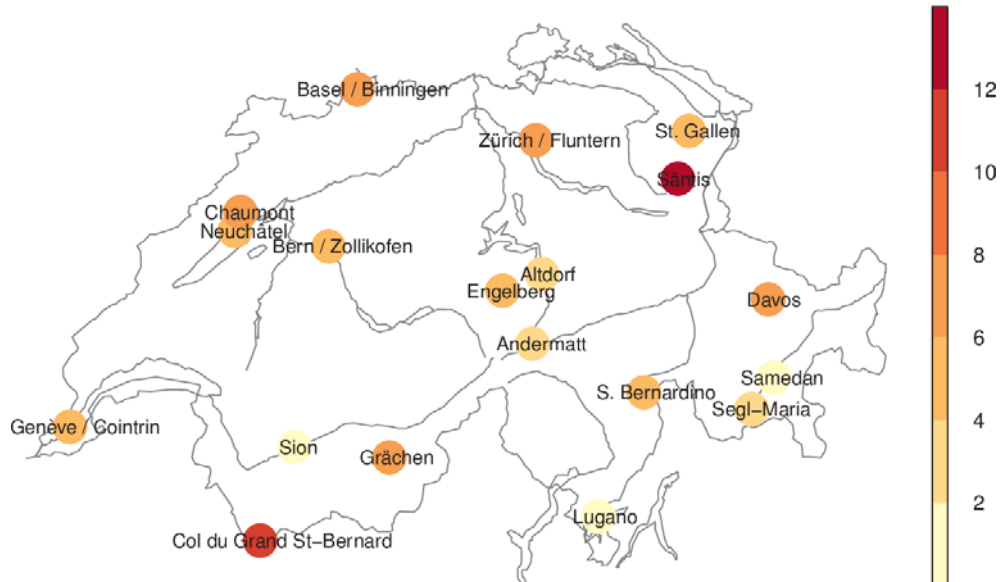 Basel / Binningen
12
Zürich / Fluntern
St. Gallen
10
Säntis
Chaumont
Neuchâtel
Bern / Zollikofen
8
Altdorf
Engelberg
Davos
6
Andermatt
Samedan
S. Bernardino
Segl–Maria
4
Genève / Cointrin
Sion
Grächen
2
Lugano
Col du Grand St–Bernard